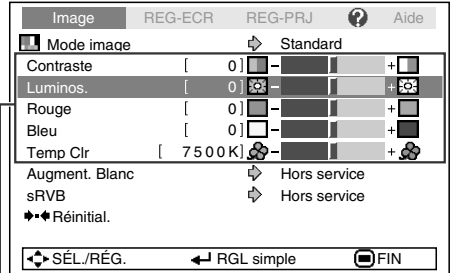 Image REG-ECR REG-PRJ ? Aide
Mode image Standard
Contraste [ 0] - +
Luminos. [ 0] - +
Rouge [ 0] - +
Bleu [ 0] - +
Temp Clr [ 7500K] - +
Augment. Blanc Hors service
sRVB Hors service
Réinitial.
SÉL./RÉG. RGL simple FIN